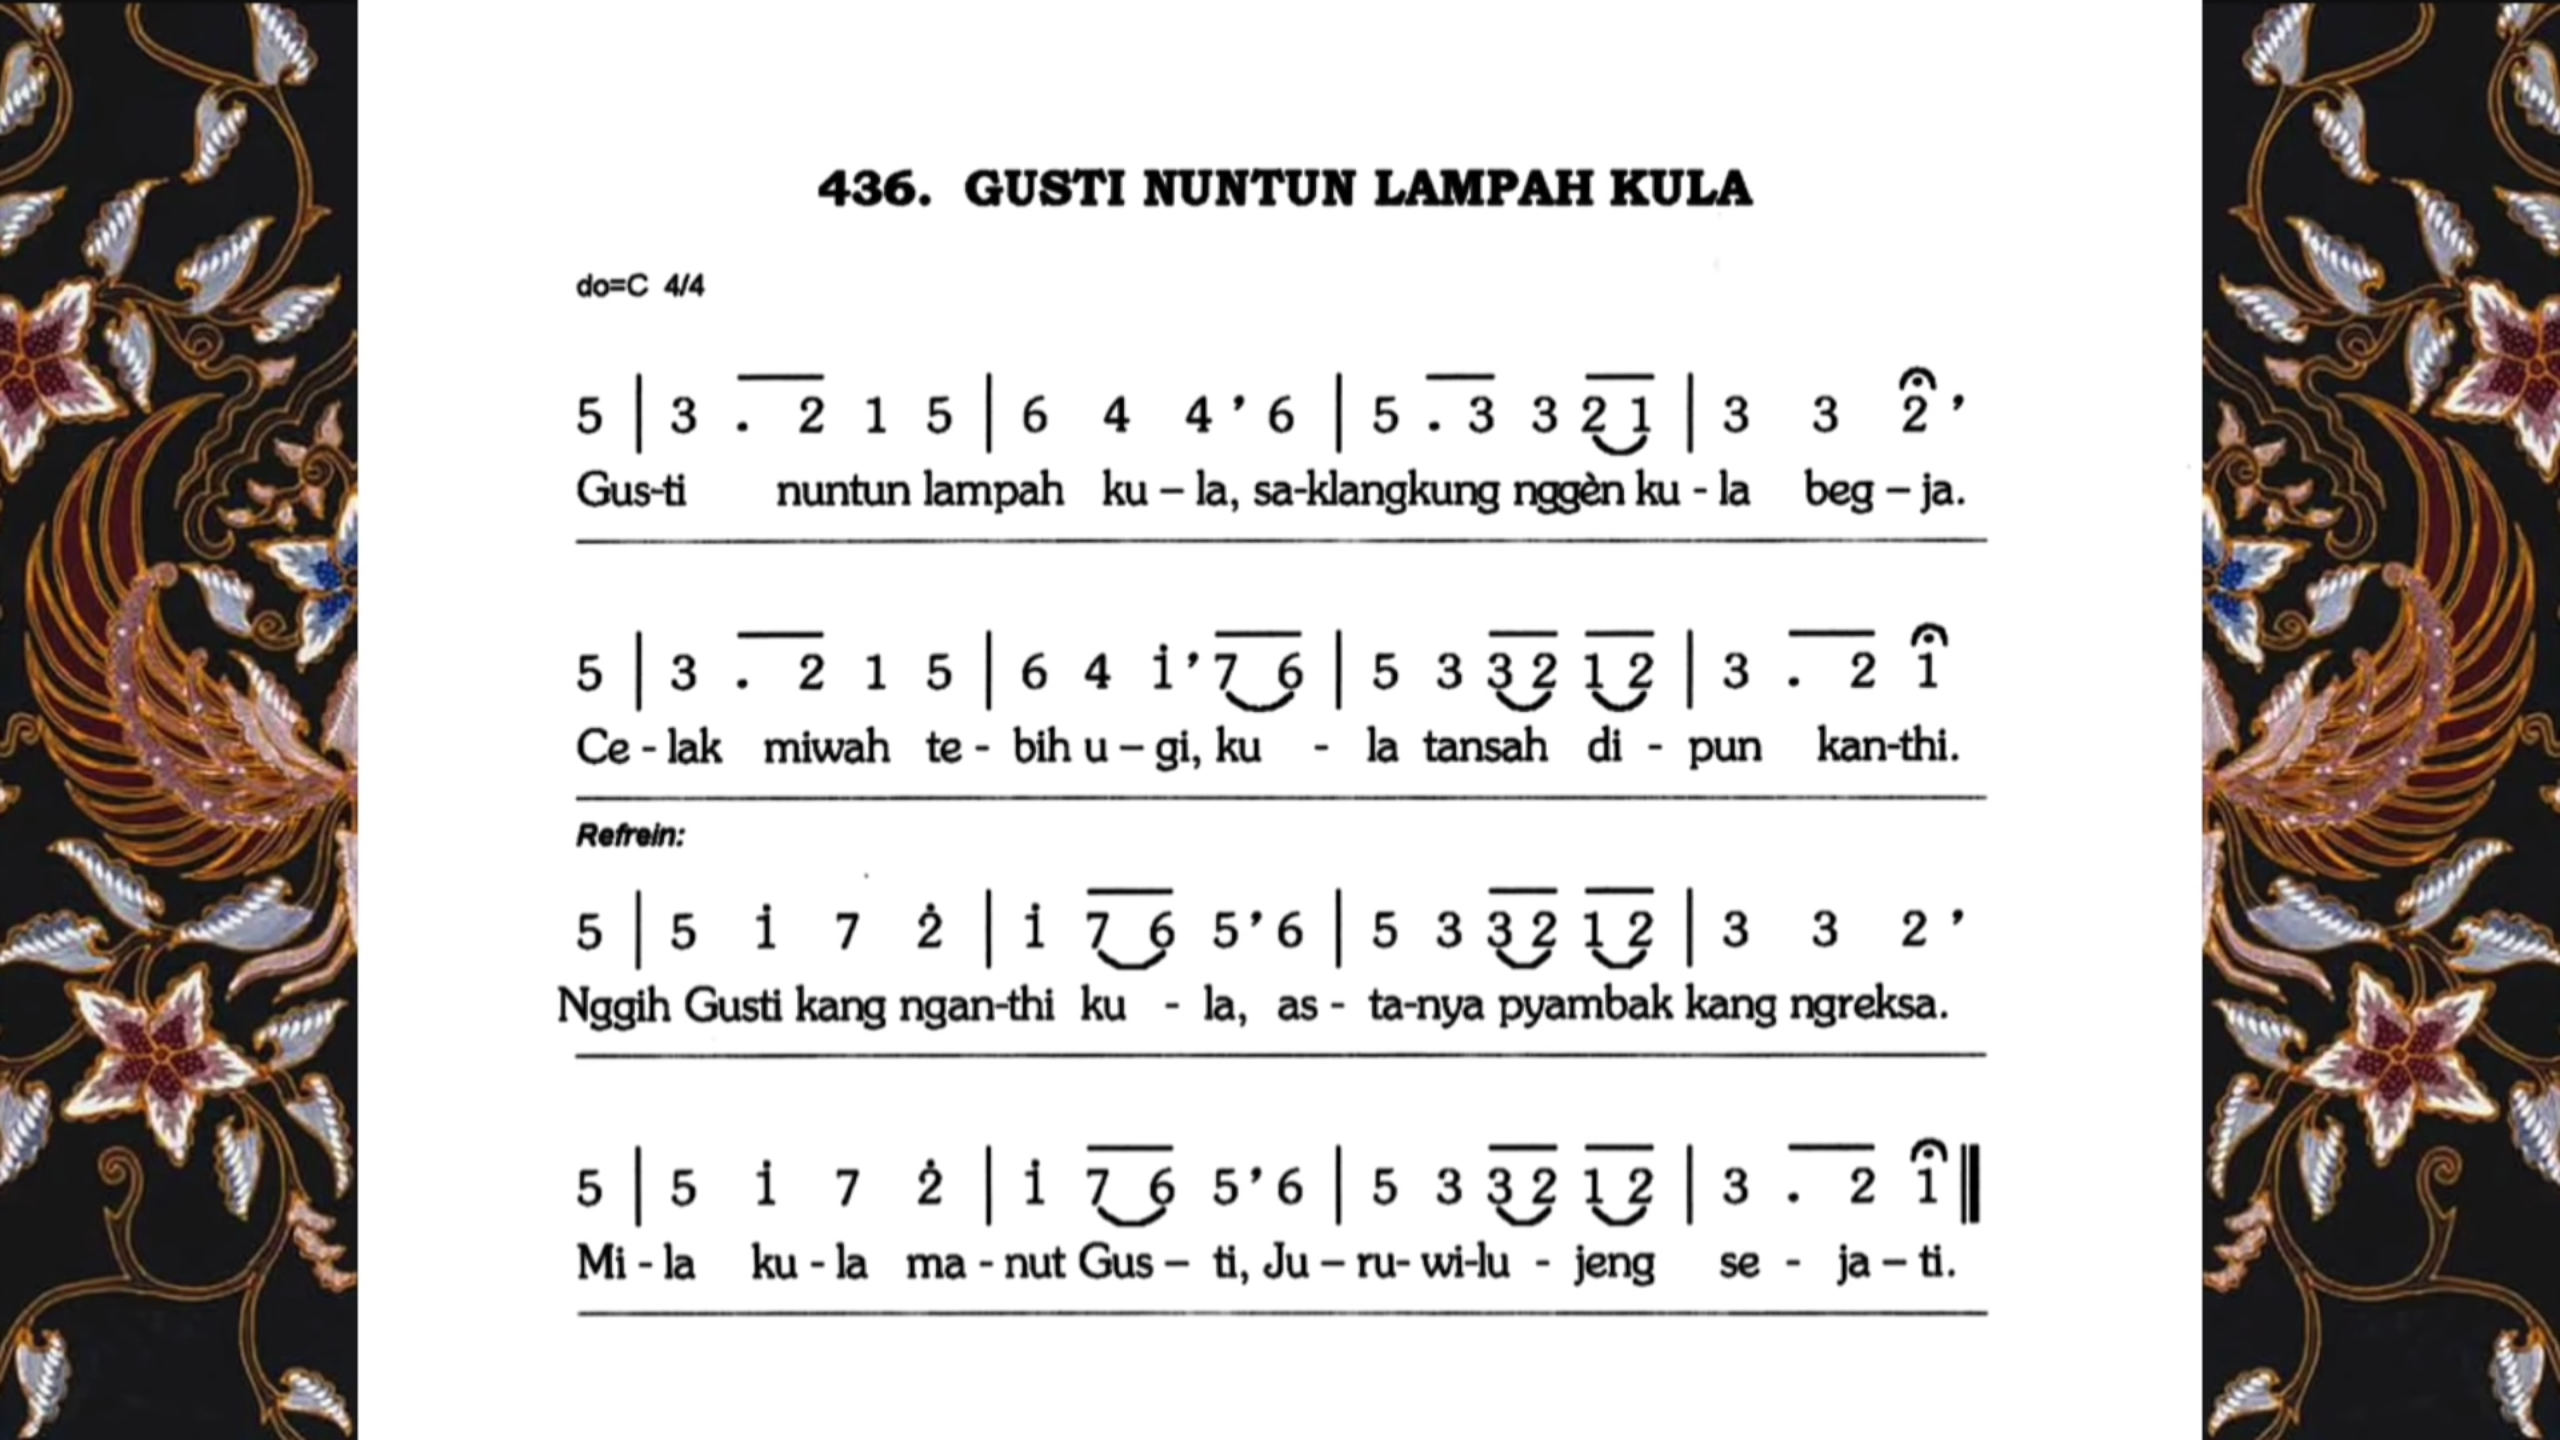 436. GUSTI NUNTUN LAMPAH KULA
do=C 4/4
5 | 3 . 2 1 5 | 6 4 4 ’ 6 | 5 . 3 3 2 1 | 3 3 2 ’
Gus-ti nuntun lampah ku – la, sa-klangkung nggèn ku - la beg – ja.
5 | 3 . 2 1 5 | 6 4 i ’ 7 6 | 5 3 3 2 1 2 | 3 . 2 1
Ce - lak miwah te - bih u – gi, ku - la tansah di - pun kan-thi.
Refrein:
5 | 5 i 7 2̇ | i 7 6 5 ’ 6 | 5 3 3 2 1 2 | 3 3 2 ’
Nggih Gusti kang ngan-thi ku - la, as - ta-nya pyambak kang ngreksa.
5 | 5 i 7 2̇ | i 7 6 5 ’ 6 | 5 3 3 2 1 2 | 3 . 2 1 ||
Mi - la ku - la ma - nut Gus – ti, Ju – ru- wi-lu - jeng se - ja – ti.